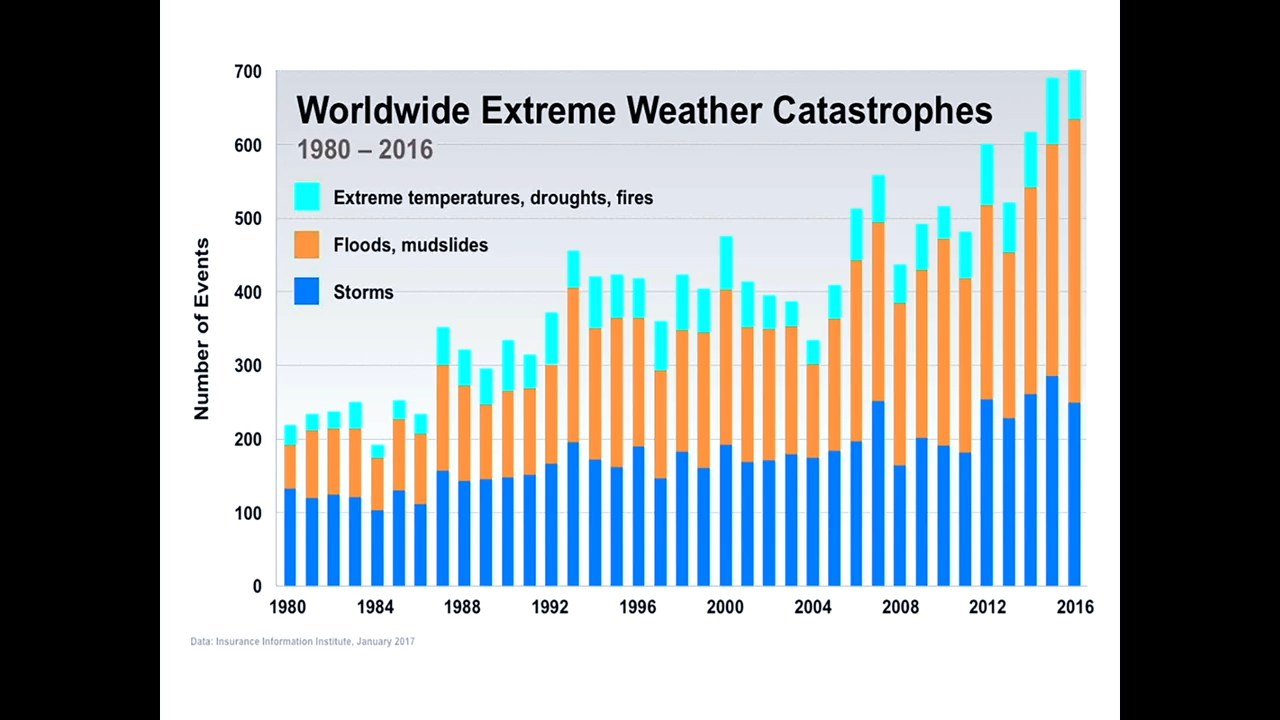 Worldwide Extreme Weather Catastrophes
1980 – 2016
Extreme temperatures, droughts, fires
Floods, mudslides
Storms
Number of Events
700
600
500
400
300
200
100
0
1980 1984 1988 1992 1996 2000 2004 2008 2012 2016
Data: Insurance Information Institute, January 2017